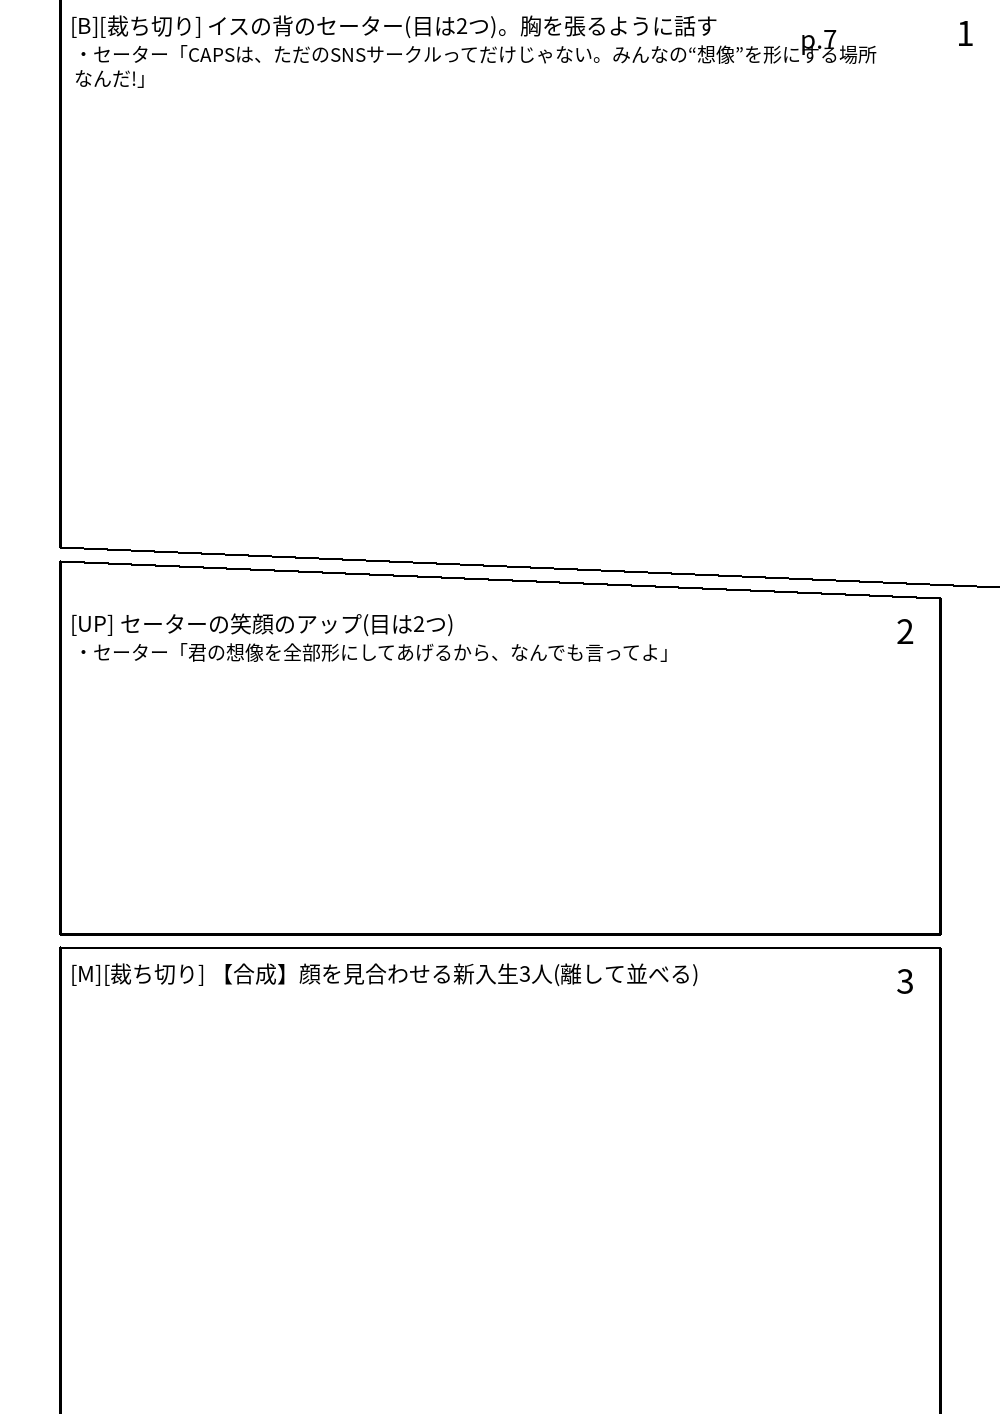 [B][裁ち切り] イスの背のセーター(目は2つ)。胸を張るように話す
p.7
1
・セーター「CAPSは、ただのSNSサークルってだけじゃない。みんなの“想像”を形にする場所
なんだ!」
[UP] セーターの笑顔のアップ(目は2つ)
2
・セーター「君の想像を全部形にしてあげるから、なんでも言ってよ」
[M][裁ち切り] 【合成】顔を見合わせる新入生3人(離して並べる)
3